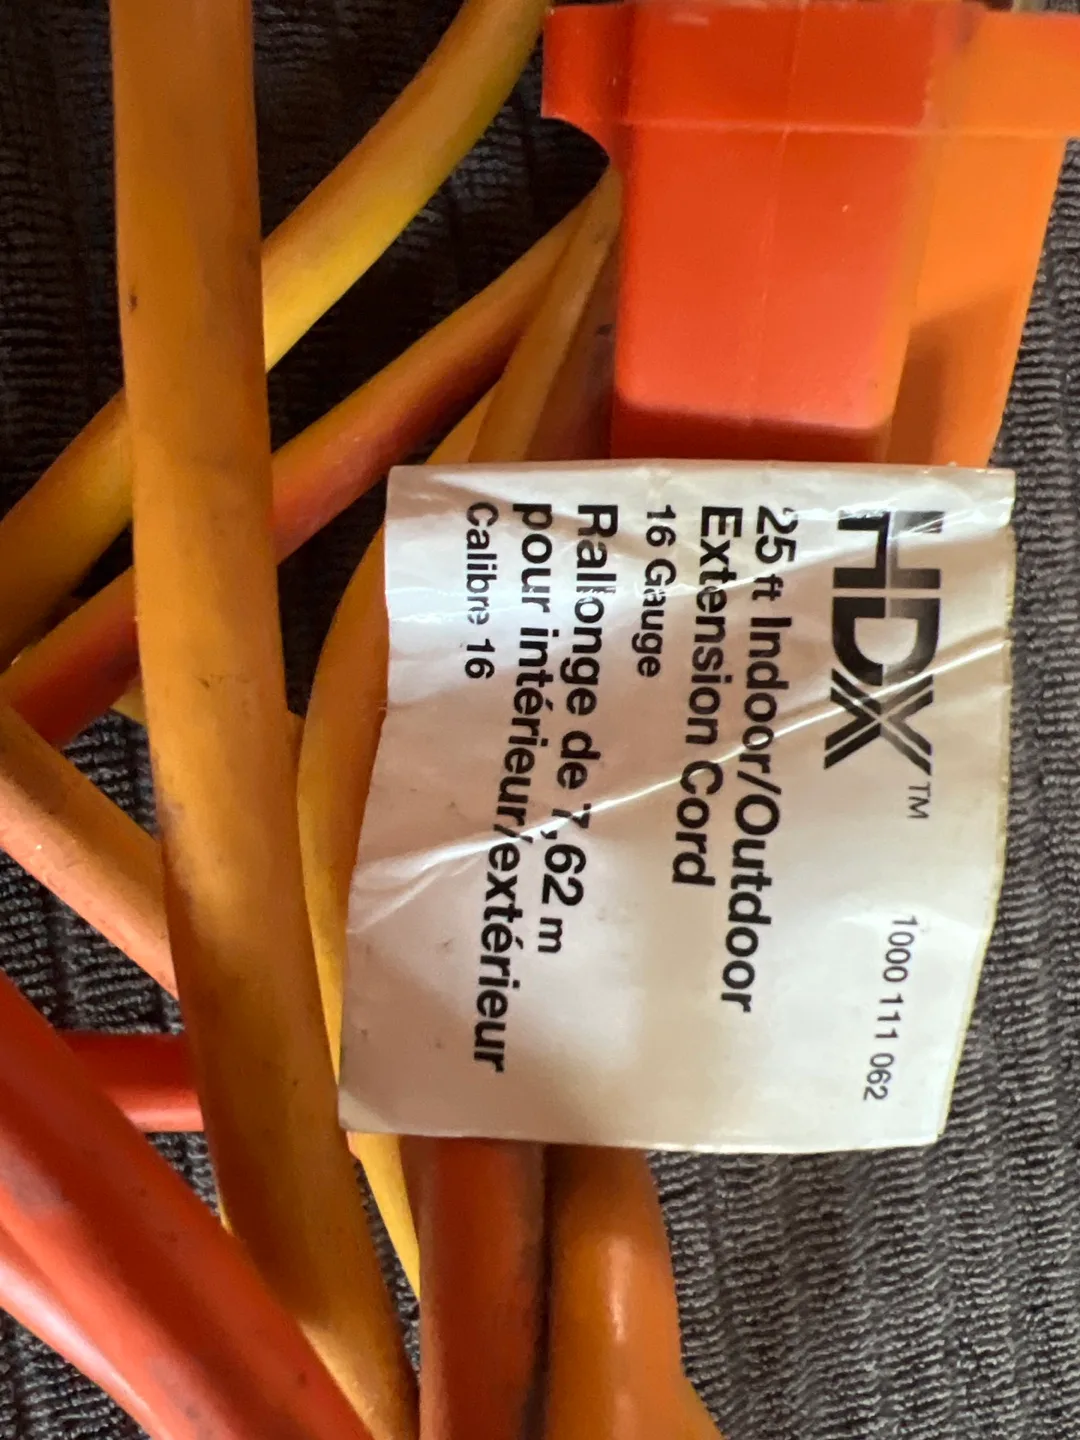 HDX™ 1000 111 062
25 ft Indoor/Outdoor
Extension Cord
16 Gauge
Rallonge de 7,62 m
pour intérieur/extérieur
Calibre 16